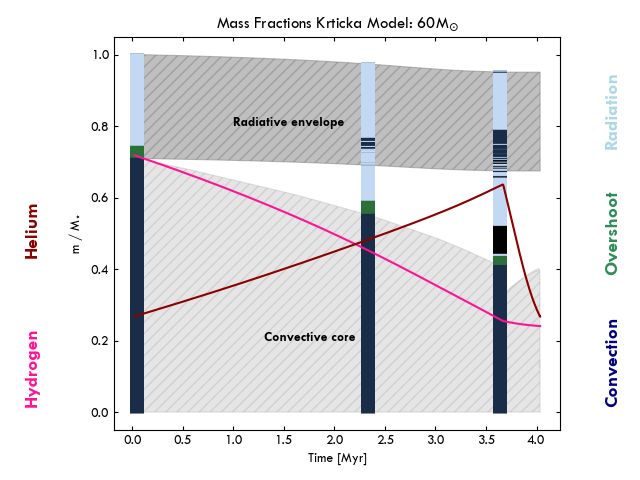 Mass Fractions Krticka Model: 60M⊙
1.0
0.8
0.6
0.4
0.2
0.0
m / M⋆
Radiative envelope
Convective core
0.0 0.5 1.0 1.5 2.0 2.5 3.0 3.5 4.0
Time [Myr]
Helium
Hydrogen
Radiation
Overshoot
Convection